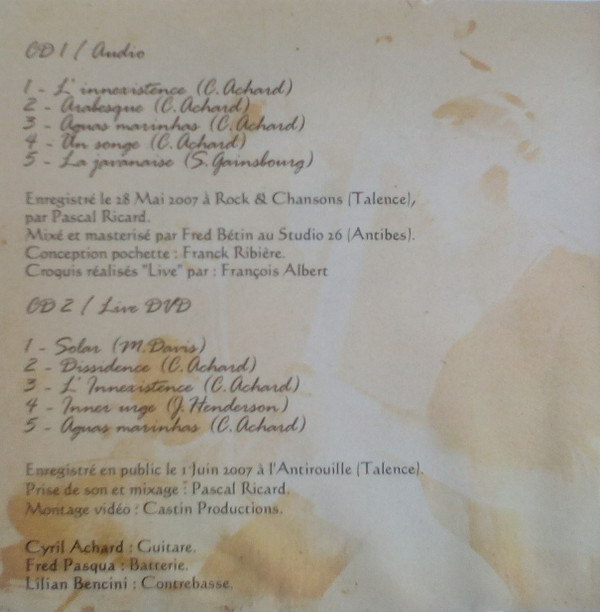 CD 1 / Audio
1 - L' innexistence (C. Achard)
2 - Arabesque (C. Achard)
3 - Aguas marinhas (C. Achard)
4 - Un songe (C. Achard)
5 - La javanaise (S. Gainsbourg)
Enregistré le 28 Mai 2007 à Rock & Chansons (Talence),
par Pascal Ricard.
Mixé et masterisé par Fred Bétin au Studio 26 (Antibes).
Conception pochette : Franck Ribière.
Croquis réalisés "Live" par : François Albert
CD 2 / Live DVD
1 - Solar (M. Davis)
2 - Dissidence (C. Achard)
3 - L' Innexistence (C. Achard)
4 - Inner urge (J. Henderson)
5 - Aguas marinhas (C. Achard)
Enregistré en public le 1 Juin 2007 à l'Antirouille (Talence).
Prise de son et mixage : Pascal Ricard.
Montage vidéo : Castin Productions.
Cyril Achard : Guitare.
Fred Pasqua : Batterie.
Lilian Bencini : Contrebasse.